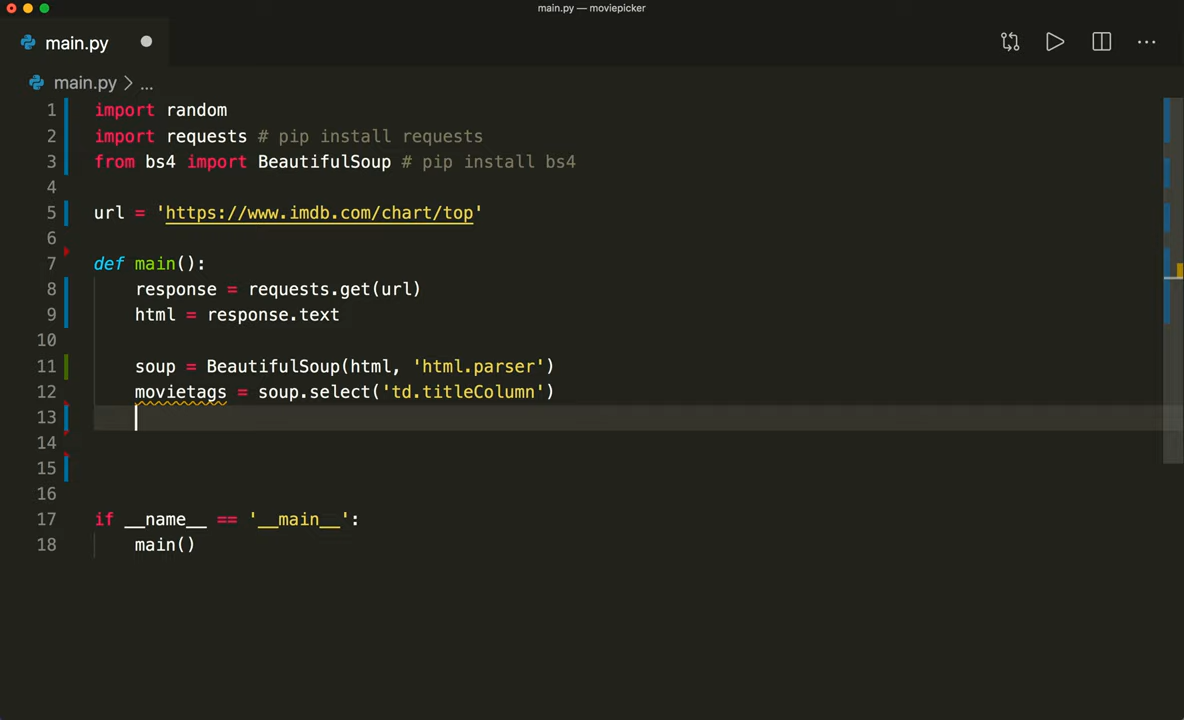 main.py — moviepicker
main.py
main.py > ...
1 import random
2 import requests # pip install requests
3 from bs4 import BeautifulSoup # pip install bs4
4
5 url = 'https://www.imdb.com/chart/top'
6
7 def main():
8     response = requests.get(url)
9     html = response.text
10
11     soup = BeautifulSoup(html, 'html.parser')
12     movietags = soup.select('td.titleColumn')
13
14
15
16
17 if __name__ == '__main__':
18     main()